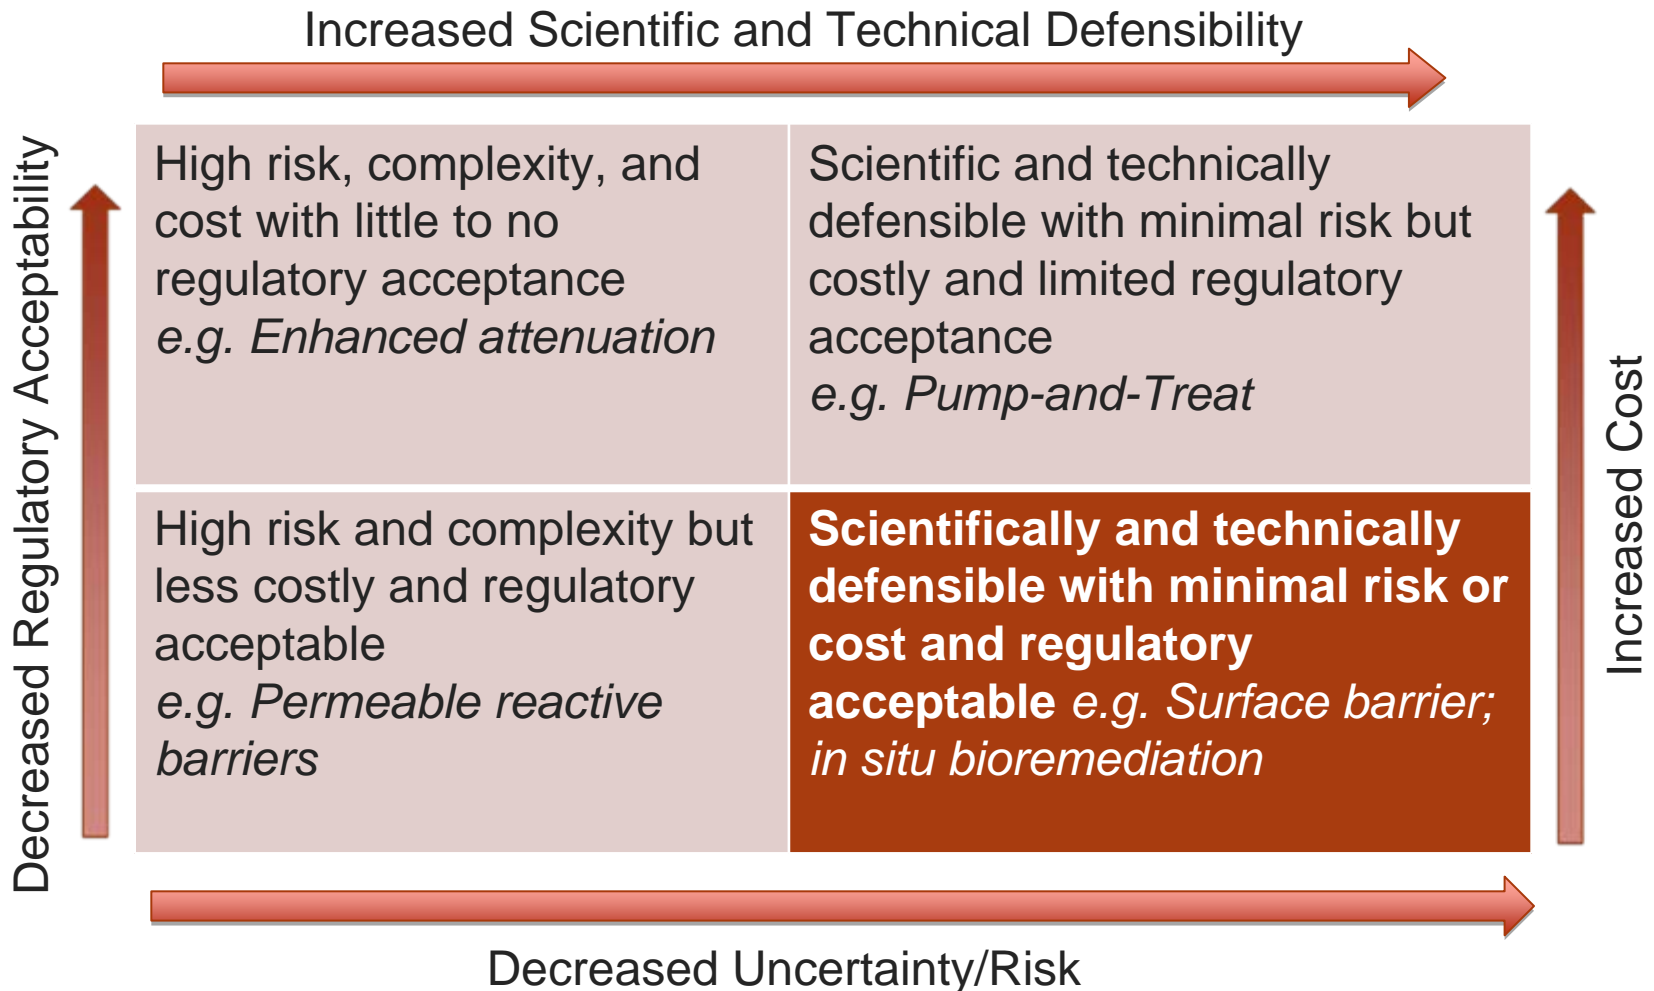 Increased Scientific and Technical Defensibility
Decreased Regulatory Acceptability
High risk, complexity, and
cost with little to no
regulatory acceptance
e.g. Enhanced attenuation
Scientific and technically
defensible with minimal risk but
costly and limited regulatory
acceptance
e.g. Pump-and-Treat
High risk and complexity but
less costly and regulatory
acceptable
e.g. Permeable reactive
barriers
Scientifically and technically
defensible with minimal risk or
cost and regulatory
acceptable e.g. Surface barrier;
in situ bioremediation
Increased Cost
Decreased Uncertainty/Risk